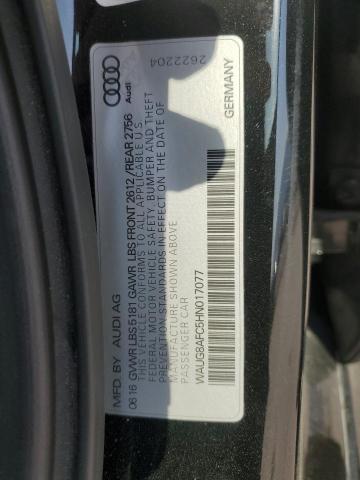 MFD. BY AUDI AG
0616 GVWR LBS 5181 GAWR LBS FRONT 2612 / REAR 2756
THIS VEHICLE CONFORMS TO ALL APPLICABLE U.S.
FEDERAL MOTOR VEHICLE SAFETY, BUMPER AND THEFT
PREVENTION STANDARDS IN EFFECT ON THE DATE OF
MANUFACTURE SHOWN ABOVE
PASSENGER CAR
WAUG8AFC5HN017077
Audi
2622204
GERMANY